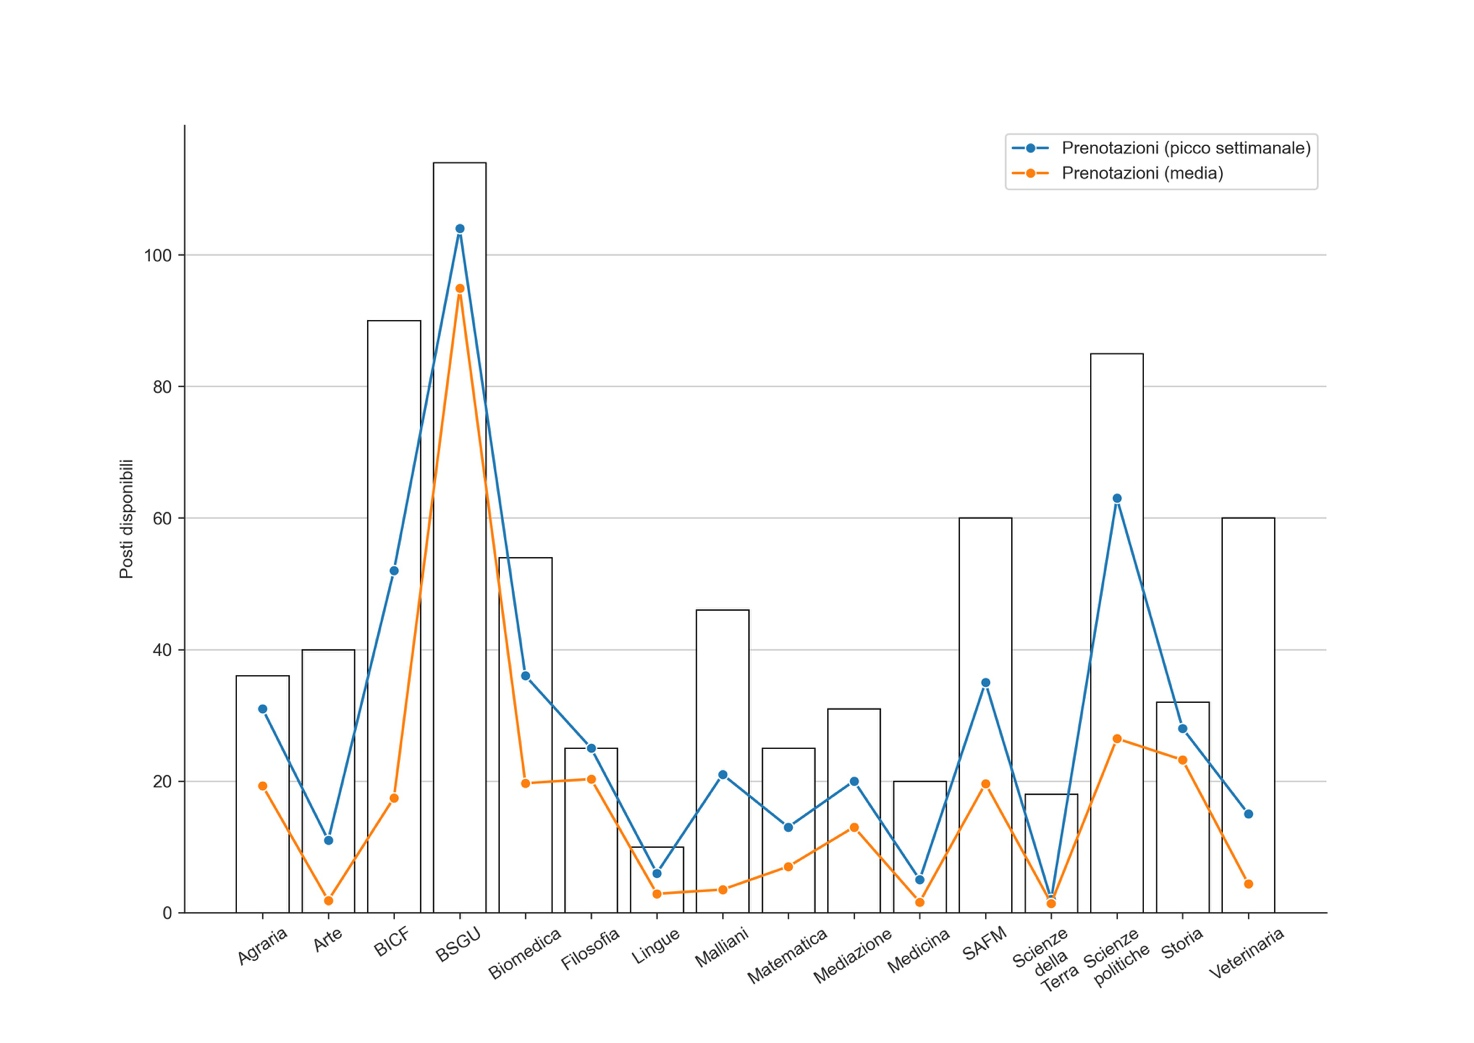 Prenotazioni (picco settimanale)
Prenotazioni (media)
Posti disponibili
100
80
60
40
20
0
Agraria
Arte
BICF
BSGU
Biomedica
Filosofia
Lingue
Malliani
Matematica
Mediazione
Medicina
SAFM
Scienze
della
Terra
Scienze
politiche
Storia
Veterinaria